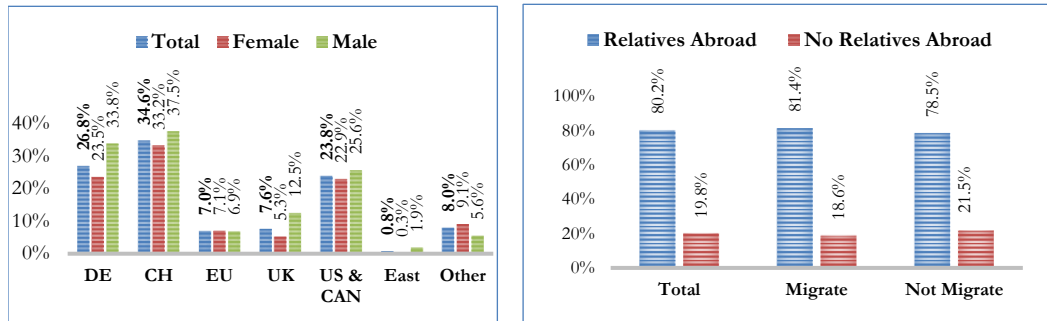 Total Female Male
40%
30%
20%
10%
0%
26.8% 23.5% 33.8%
34.6% 33.2% 37.5%
7.0% 7.1% 6.9%
7.6% 5.3% 12.5%
23.8% 22.9% 25.6%
0.8% 0.3% 1.9%
8.0% 9.1% 5.6%
DE CH EU UK US & CAN East Other
Relatives Abroad No Relatives Abroad
100%
80%
60%
40%
20%
0%
80.2% 19.8%
81.4% 18.6%
78.5% 21.5%
Total Migrate Not Migrate